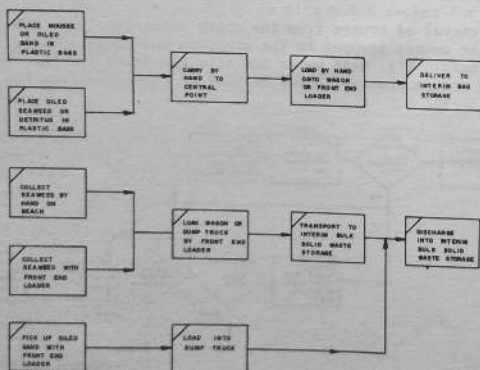 PLACE MOUSSE
OR OILED
SAND IN
PLASTIC BAGS
PLACE OILED
SEAWEED OR
DETRITUS IN
PLASTIC BAGS
CARRY BY
HAND TO
CENTRAL
POINT
LOAD BY HAND
ONTO WAGON
OR FRONT END
LOADER
DELIVER TO
INTERIM BAG
STORAGE
COLLECT
SEAWEED BY
HAND ON
BEACH
COLLECT
SEAWEED WITH
FRONT END
LOADER
LOAD WAGON OR
DUMP TRUCK
BY FRONT END
LOADER
TRANSPORT TO
INTERIM BULK
SOLID WASTE
STORAGE
DISCHARGE
INTO INTERIM
BULK SOLID
WASTE STORAGE
PICK UP OILED
SAND WITH
FRONT END
LOADER
LOAD INTO
DUMP TRUCK